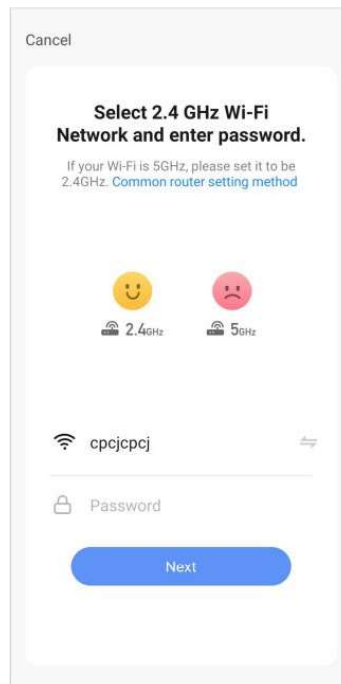 Cancel
Select 2.4 GHz Wi-Fi
Network and enter password.
If your Wi-Fi is 5GHz, please set it to be
2.4GHz. Common router setting method
2.4GHz 5GHz
cpcjcpcj
Password
Next